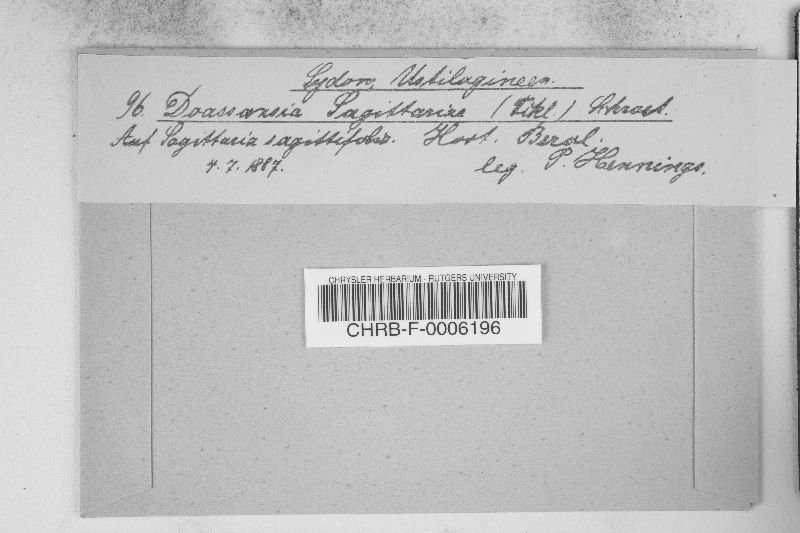 Sydow, Ustilagineen.
96. Doassansia Sagittariae (Fckl.) Schroet.
Auf Sagittaria sagittifolia. Hort. Berol.
4. 7. 1887. leg. P. Hennings.
CHRYSLER HERBARIUM - RUTGERS UNIVERSITY
CHRB-F-0006196